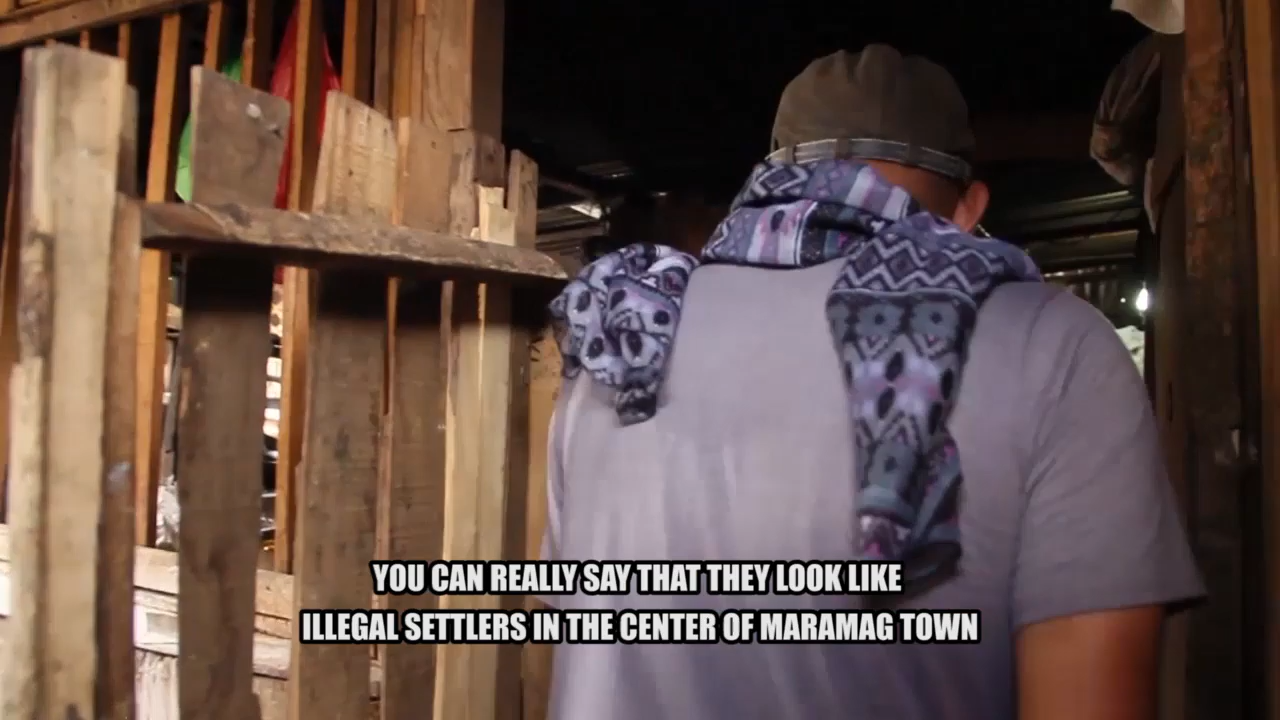 YOU CAN REALLY SAY THAT THEY LOOK LIKE
ILLEGAL SETTLERS IN THE CENTER OF MARAMAG TOWN